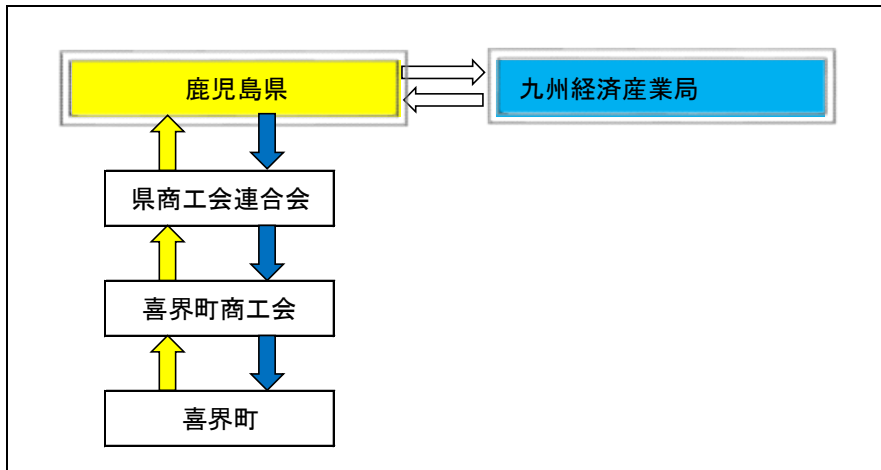 鹿児島県
九州経済産業局
県商工会連合会
喜界町商工会
喜界町